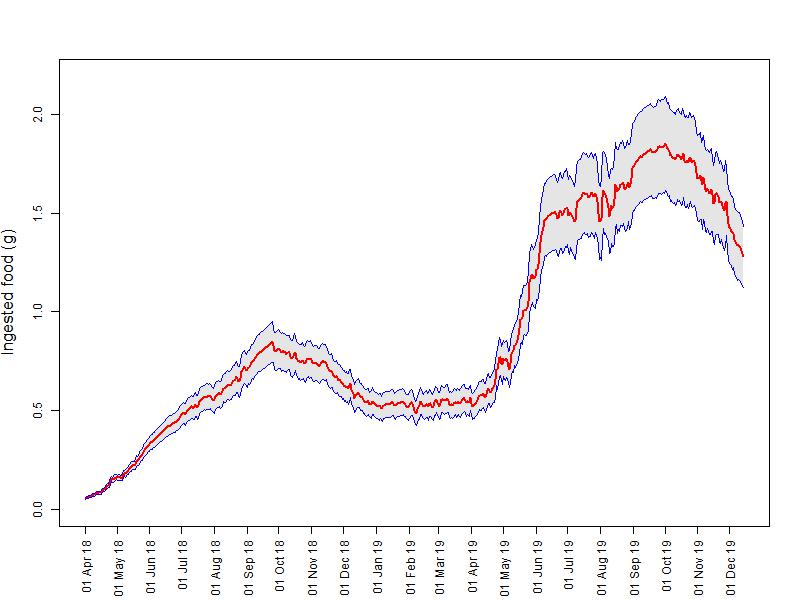 Ingested food (g)
2.0
1.5
1.0
0.5
0.0
01 Apr 18
01 May 18
01 Jun 18
01 Jul 18
01 Aug 18
01 Sep 18
01 Oct 18
01 Nov 18
01 Dec 18
01 Jan 19
01 Feb 19
01 Mar 19
01 Apr 19
01 May 19
01 Jun 19
01 Jul 19
01 Aug 19
01 Sep 19
01 Oct 19
01 Nov 19
01 Dec 19